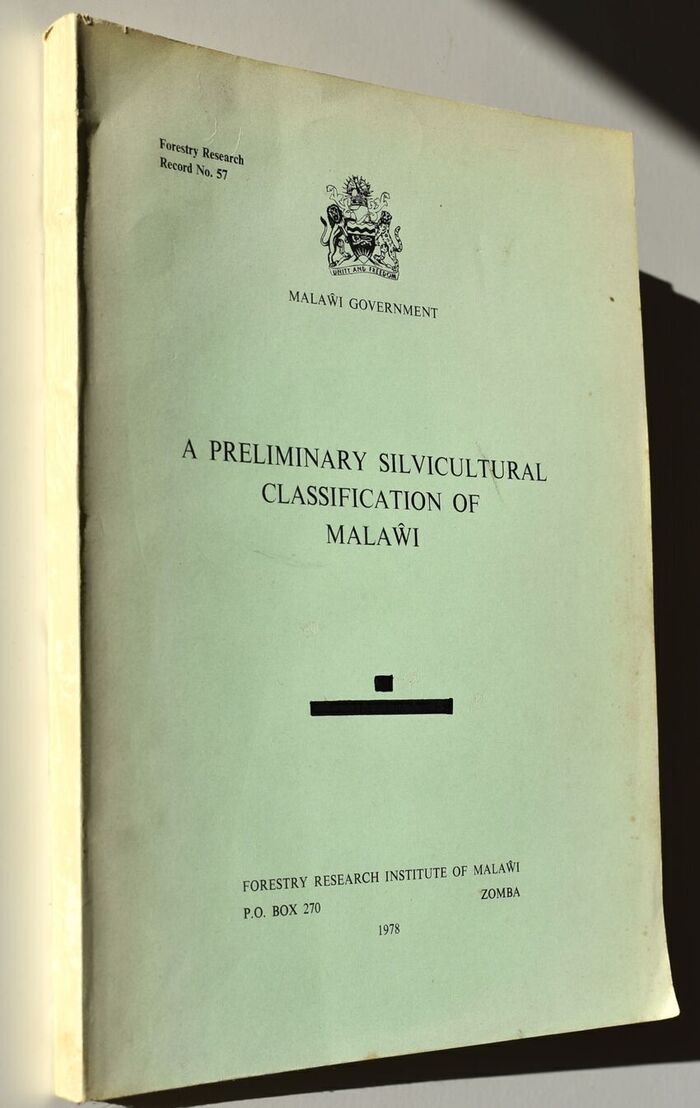 Forestry Research
Record No. 57
UNITY AND FREEDOM
MALAŴI GOVERNMENT
A PRELIMINARY SILVICULTURAL
CLASSIFICATION OF
MALAŴI
FORESTRY RESEARCH INSTITUTE OF MALAŴI
P.O. BOX 270 ZOMBA
1978